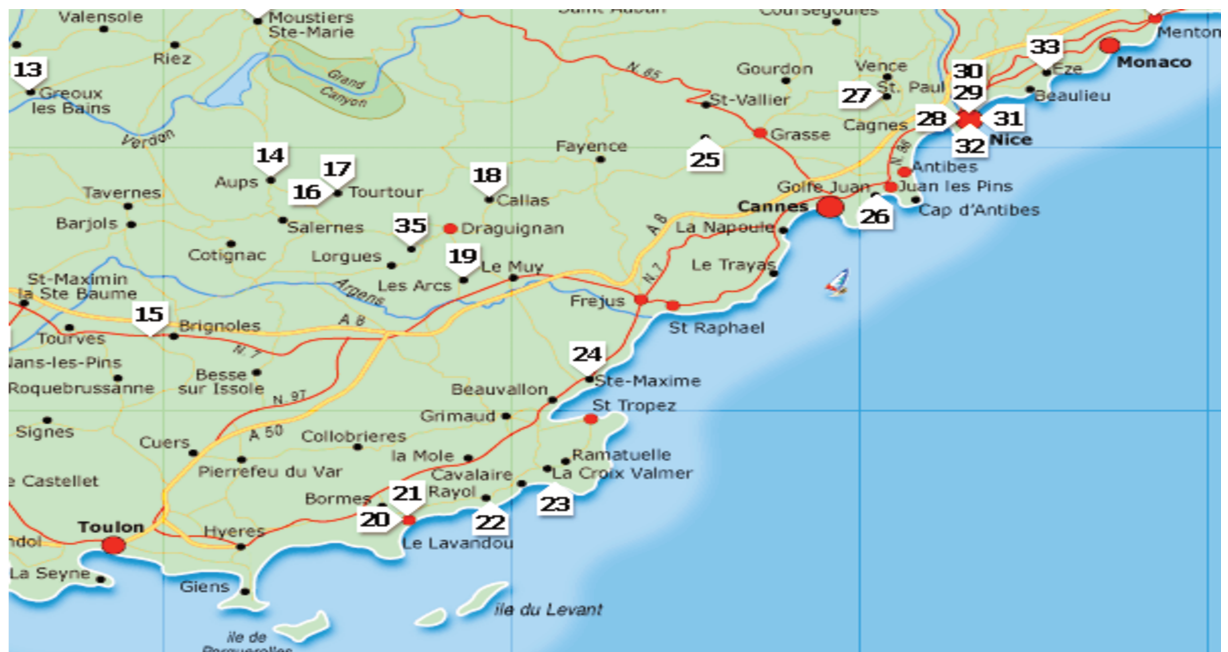 Moustiers
Ste-Marie
Valensole
Riez
13
Greoux
les Bains
Verdon
Grand
Canyon
N. 85
Gourdon
Vence
St. Paul
27
St-Vallier
Cagnes
Grasse
25
30
29
28
31
32
Nice
33
Eze
Beaulieu
Menton
Monaco
N. 98
Antibes
Juan les Pins
Golfe Juan
Cap d'Antibes
26
Cannes
La Napoule
Le Trayas
Fayence
14
Aups
17
16
Tourtour
18
Callas
Tavernes
Barjols
Salernes
Cotignac
35
Draguignan
Lorgues
19
Les Arcs
Le Muy
A 8
N. 7
Frejus
St Raphael
St-Maximin
la Ste Baume
Argens
15
Brignoles
A 8
Tourves
N. 7
Roquebrussanne
Besse
sur Issole
N. 97
24
Ste-Maxime
Beauvallon
St Tropez
Grimaud
Signes
Cuers
A 50
Collobrieres
la Mole
Ramatuelle
La Croix Valmer
Cavalaire
Pierrefeu du Var
Castellet
Bormes
21
20
Rayol
22
23
Toulon
Hyeres
Le Lavandou
La Seyne
Giens
ile du Levant
ile de